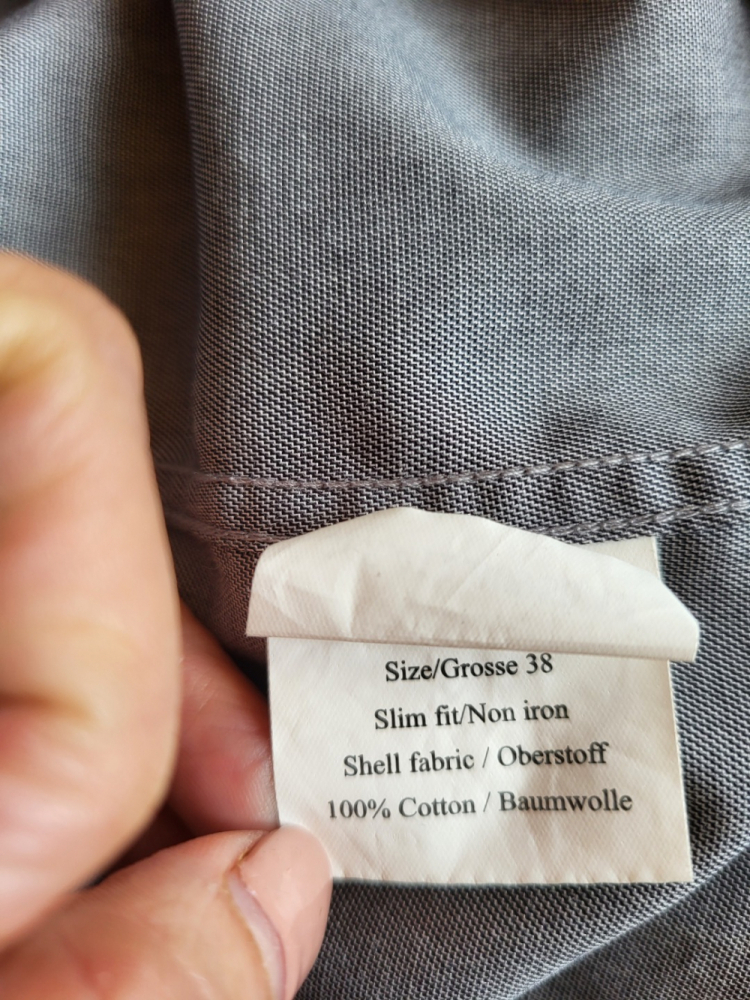 Size/Grosse 38
Slim fit/Non iron
Shell fabric / Oberstoff
100% Cotton / Baumwolle